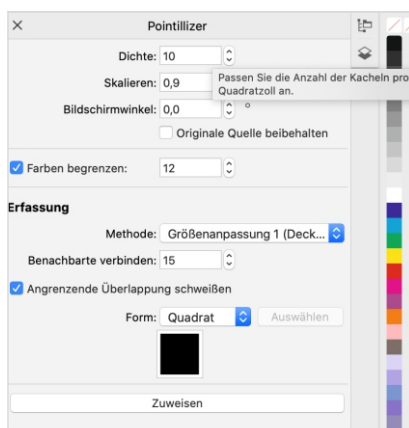 Pointillizer
Dichte: 10
Skalieren: 0,9
Passen Sie die Anzahl der Kacheln pro
Quadratzoll an.
Bildschirmwinkel: 0,0 °
Originale Quelle beibehalten
Farben begrenzen: 12
Erfassung
Methode: Größenanpassung 1 (Deck...
Benachbarte verbinden: 15
Angrenzende Überlappung schweißen
Form: Quadrat Auswählen
Zuweisen